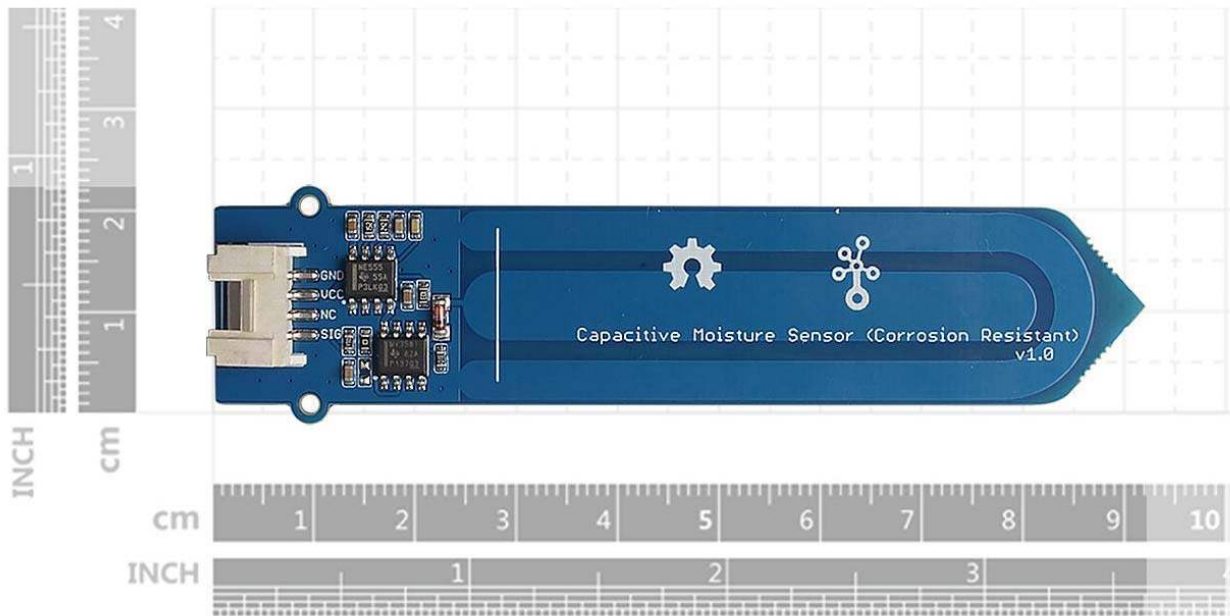 4
3
2
1
cm
1
INCH
GND
VCC
NC
SIG
NE555
55A
Capacitive Moisture Sensor (Corrosion Resistant)
v1.0
cm 1 2 3 4 5 6 7 8 9 10
INCH 1 2 3